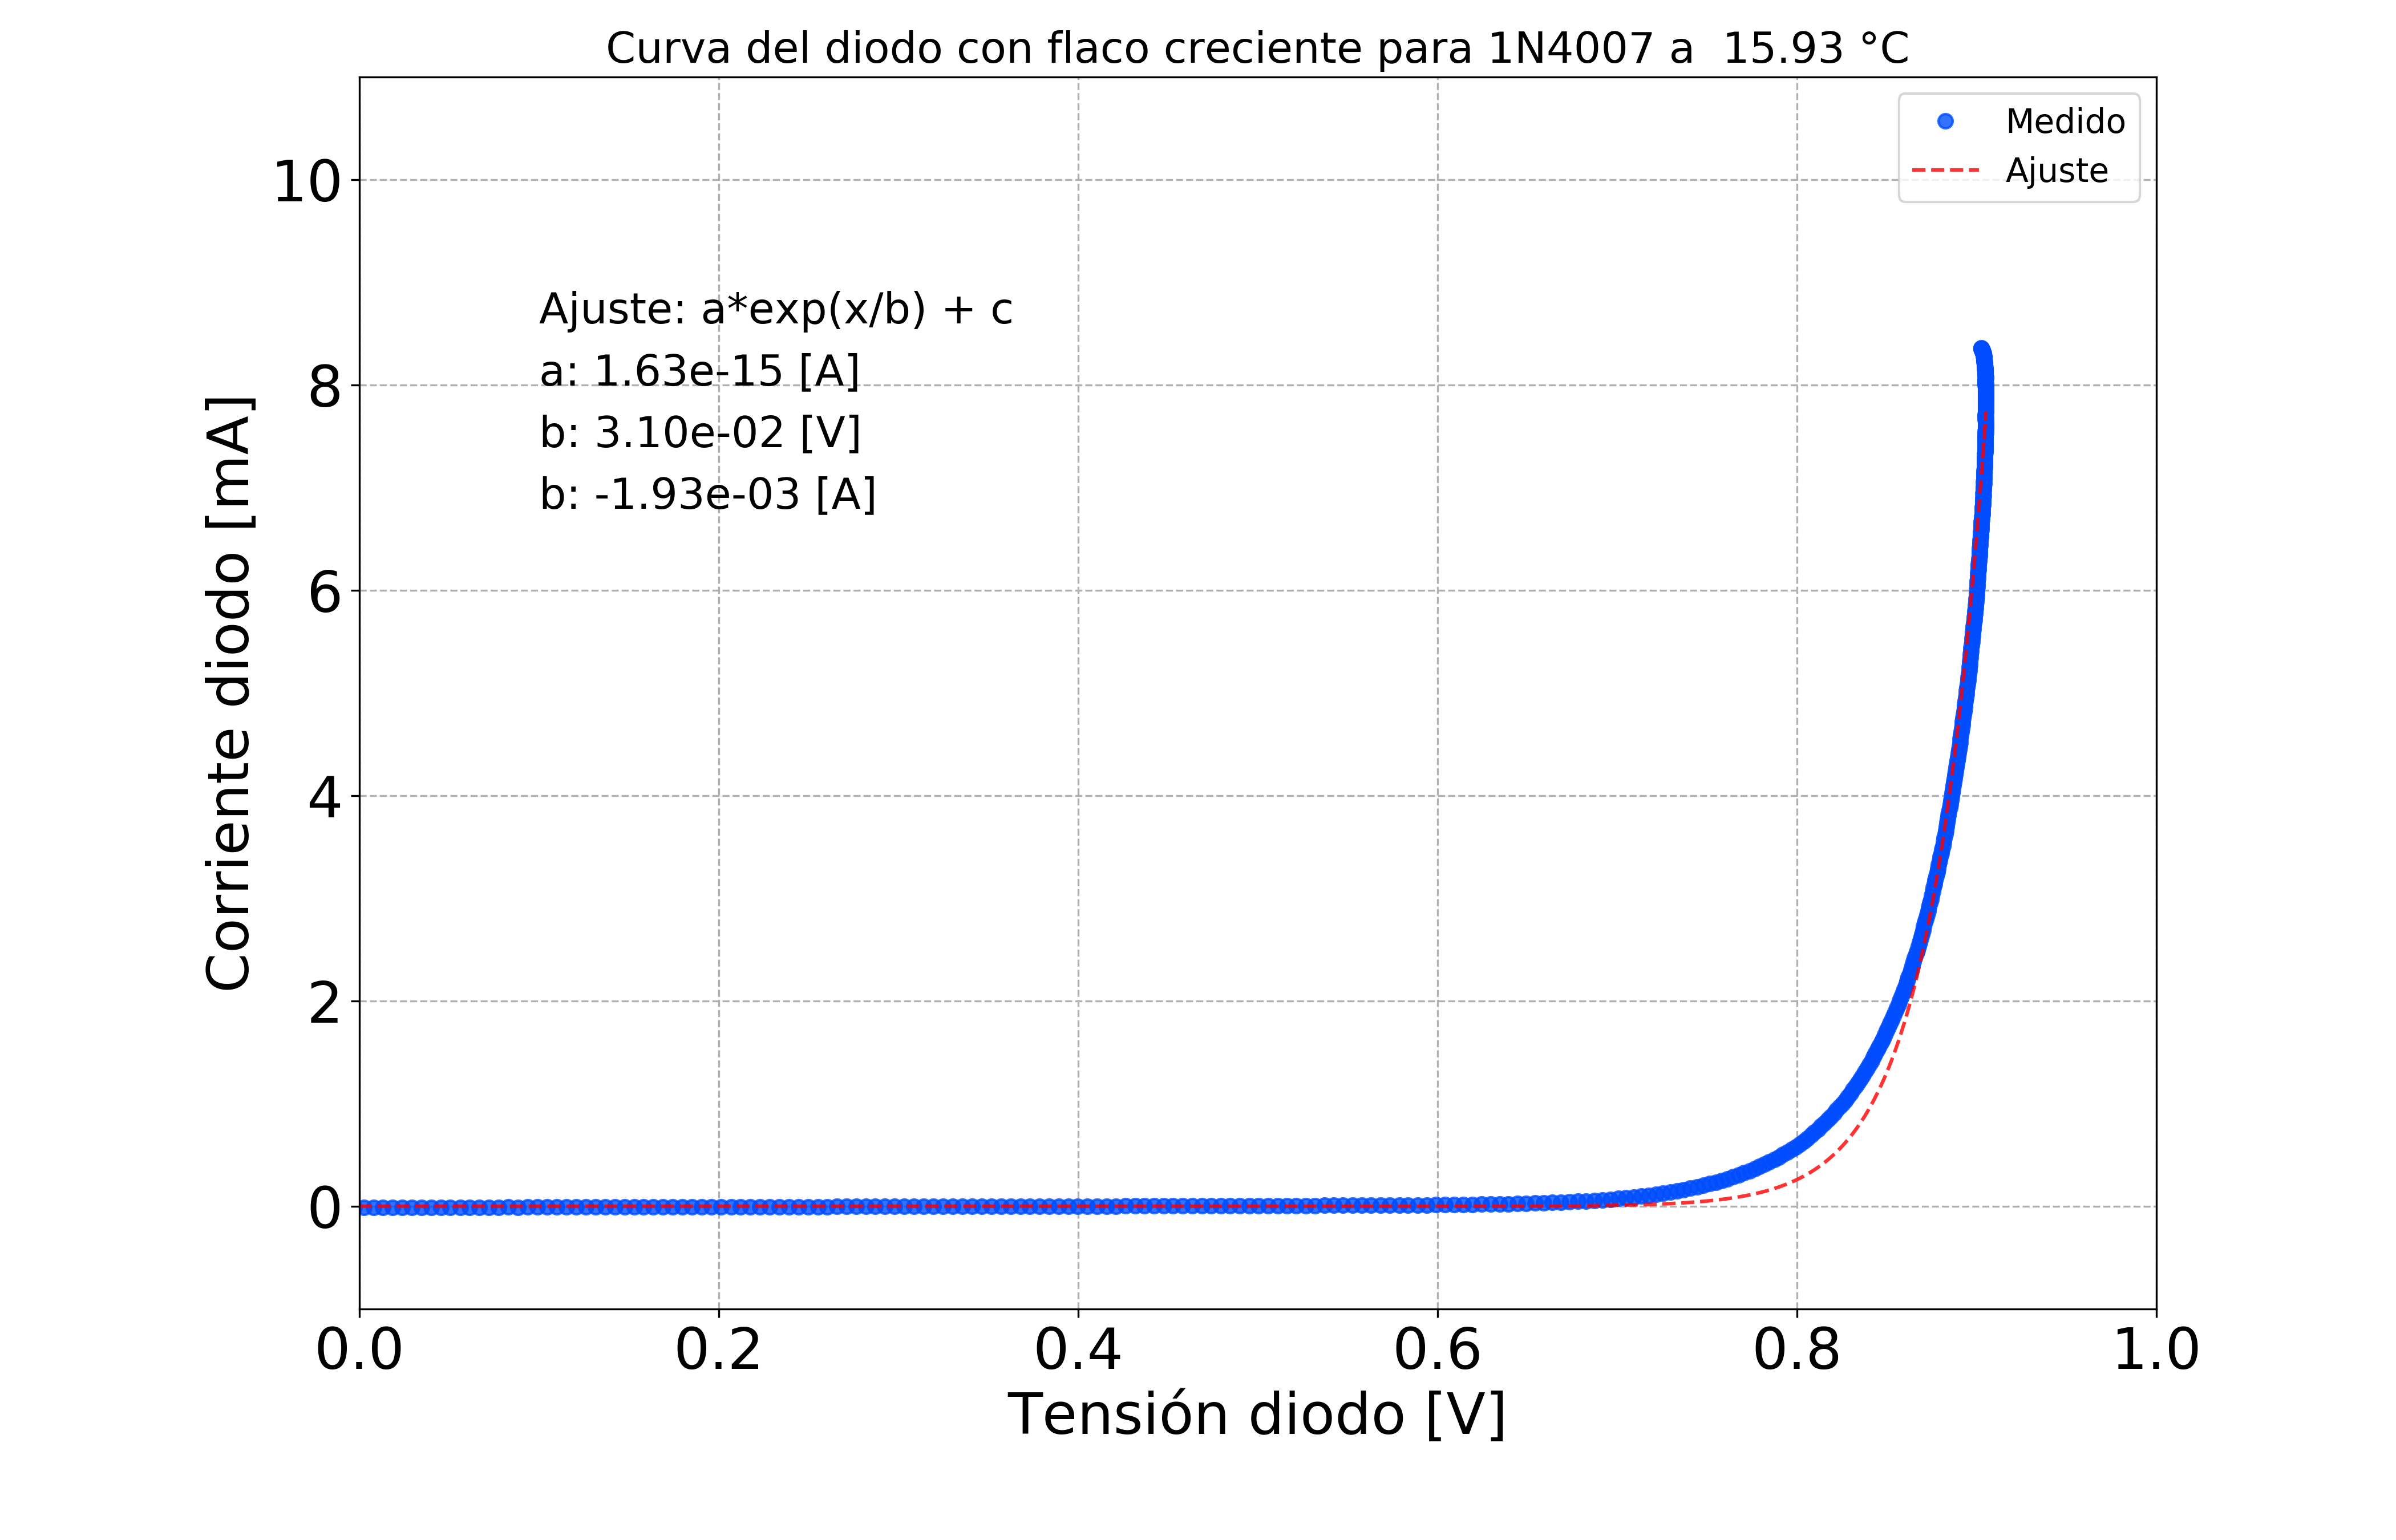 Curva del diodo con flaco creciente para 1N4007 a  15.93 °C
Medido
Ajuste
Ajuste: a*exp(x/b) + c
a: 1.63e-15 [A]
b: 3.10e-02 [V]
b: -1.93e-03 [A]
Corriente diodo [mA]
10
8
6
4
2
0
0.0 0.2 0.4 0.6 0.8 1.0
Tensión diodo [V]